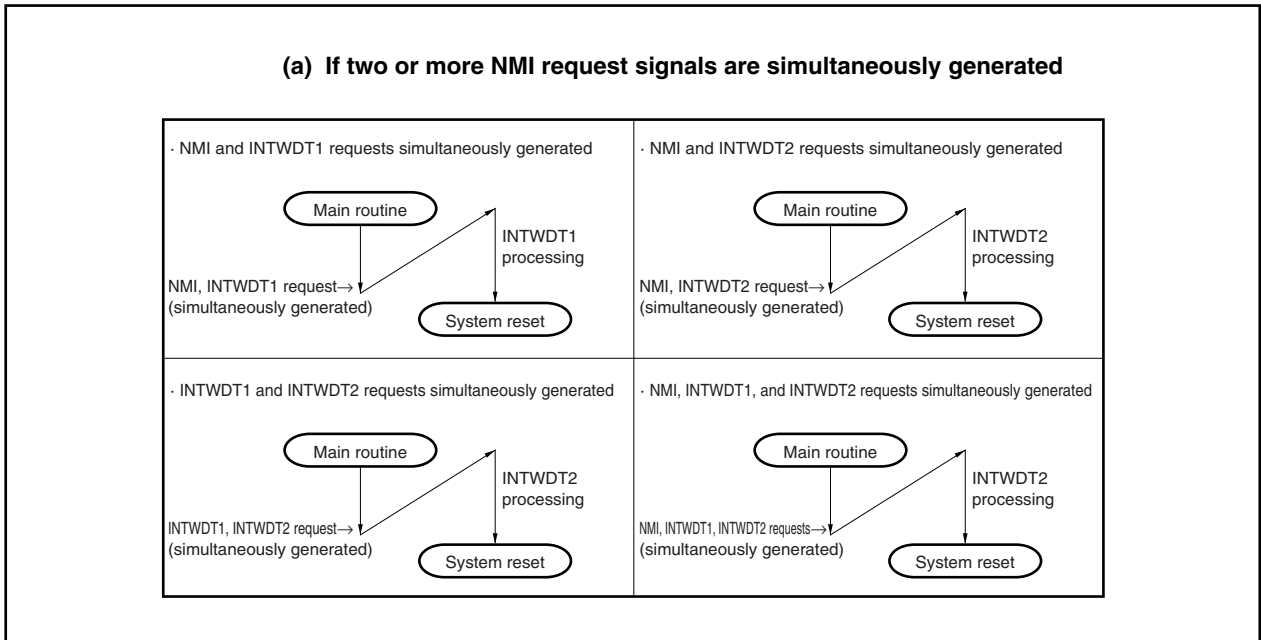 (a) If two or more NMI request signals are simultaneously generated
· NMI and INTWDT1 requests simultaneously generated
Main routine
INTWDT1
processing
NMI, INTWDT1 request→
(simultaneously generated)
System reset
· NMI and INTWDT2 requests simultaneously generated
Main routine
INTWDT2
processing
NMI, INTWDT2 request→
(simultaneously generated)
System reset
· INTWDT1 and INTWDT2 requests simultaneously generated
Main routine
INTWDT2
processing
INTWDT1, INTWDT2 request→
(simultaneously generated)
System reset
· NMI, INTWDT1, and INTWDT2 requests simultaneously generated
Main routine
INTWDT2
processing
NMI, INTWDT1, INTWDT2 requests→
(simultaneously generated)
System reset